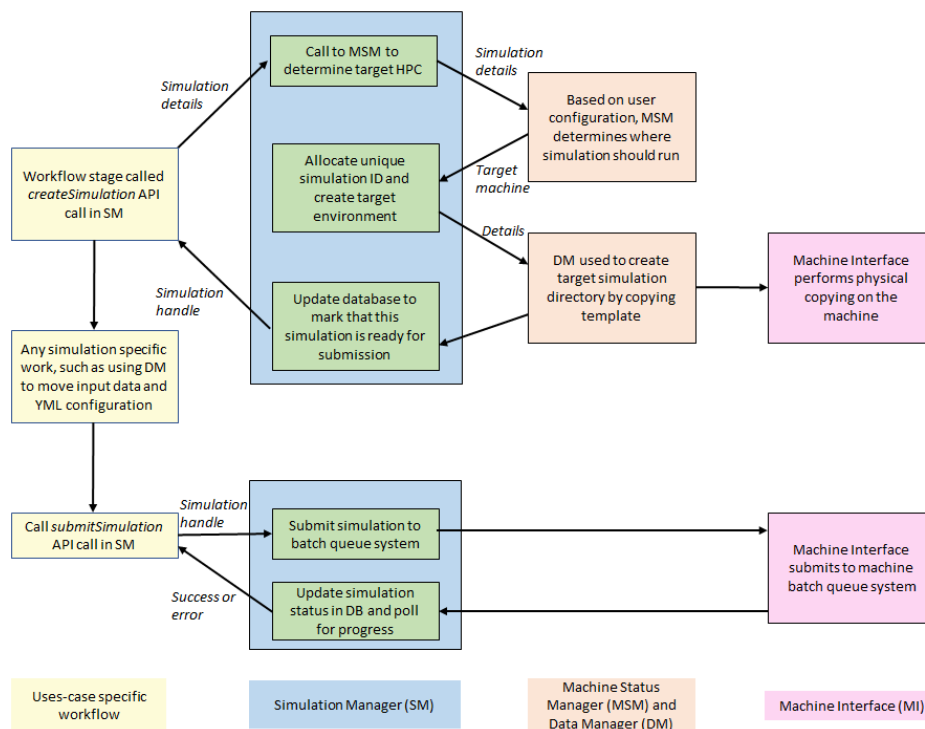 Call to MSM to
determine target HPC
Simulation
details
Simulation
details
Based on user
configuration, MSM
determines where
simulation should run
Workflow stage called
createSimulation API
call in SM
Allocate unique
simulation ID and
create target
environment
Target
machine
Details
DM used to create
target simulation
directory by copying
template
Machine Interface
performs physical
copying on the
machine
Simulation
handle
Update database to
mark that this
simulation is ready for
submission
Any simulation specific
work, such as using DM
to move input data and
YML configuration
Call submitSimulation
API call in SM
Simulation
handle
Submit simulation to
batch queue system
Machine Interface
submits to machine
batch queue system
Success or
error
Update simulation
status in DB and poll
for progress
Uses-case specific
workflow
Simulation Manager (SM)
Machine Status
Manager (MSM) and
Data Manager (DM)
Machine Interface (MI)